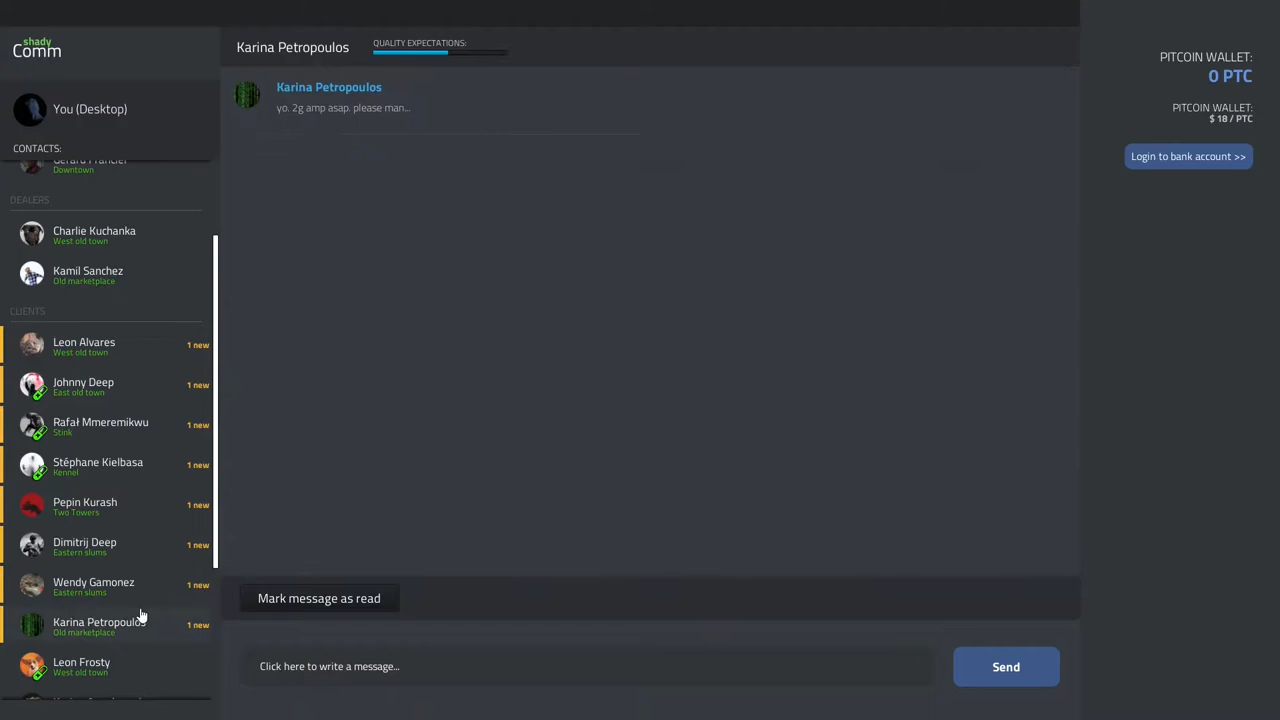 shady
Comm
You (Desktop)
CONTACTS:
Gerard Francier
Downtown
DEALERS
Charlie Kuchanka
West old town
Kamil Sanchez
Old marketplace
CLIENTS
Leon Alvares
West old town
1 new
Johnny Deep
East old town
1 new
Rafał Mmeremikwu
Stink
1 new
Stéphane Kielbasa
Kennel
1 new
Pepin Kurash
Two Towers
1 new
Dimitrij Deep
Eastern slums
1 new
Wendy Gamonez
Eastern slums
1 new
Karina Petropoulos
Old marketplace
1 new
Leon Frosty
West old town
Karina Petropoulos
QUALITY EXPECTATIONS:
Karina Petropoulos
yo. 2g amp asap. please man...
Mark message as read
Click here to write a message...
Send
PITCOIN WALLET:
0 PTC
PITCOIN WALLET:
$ 18 / PTC
Login to bank account >>